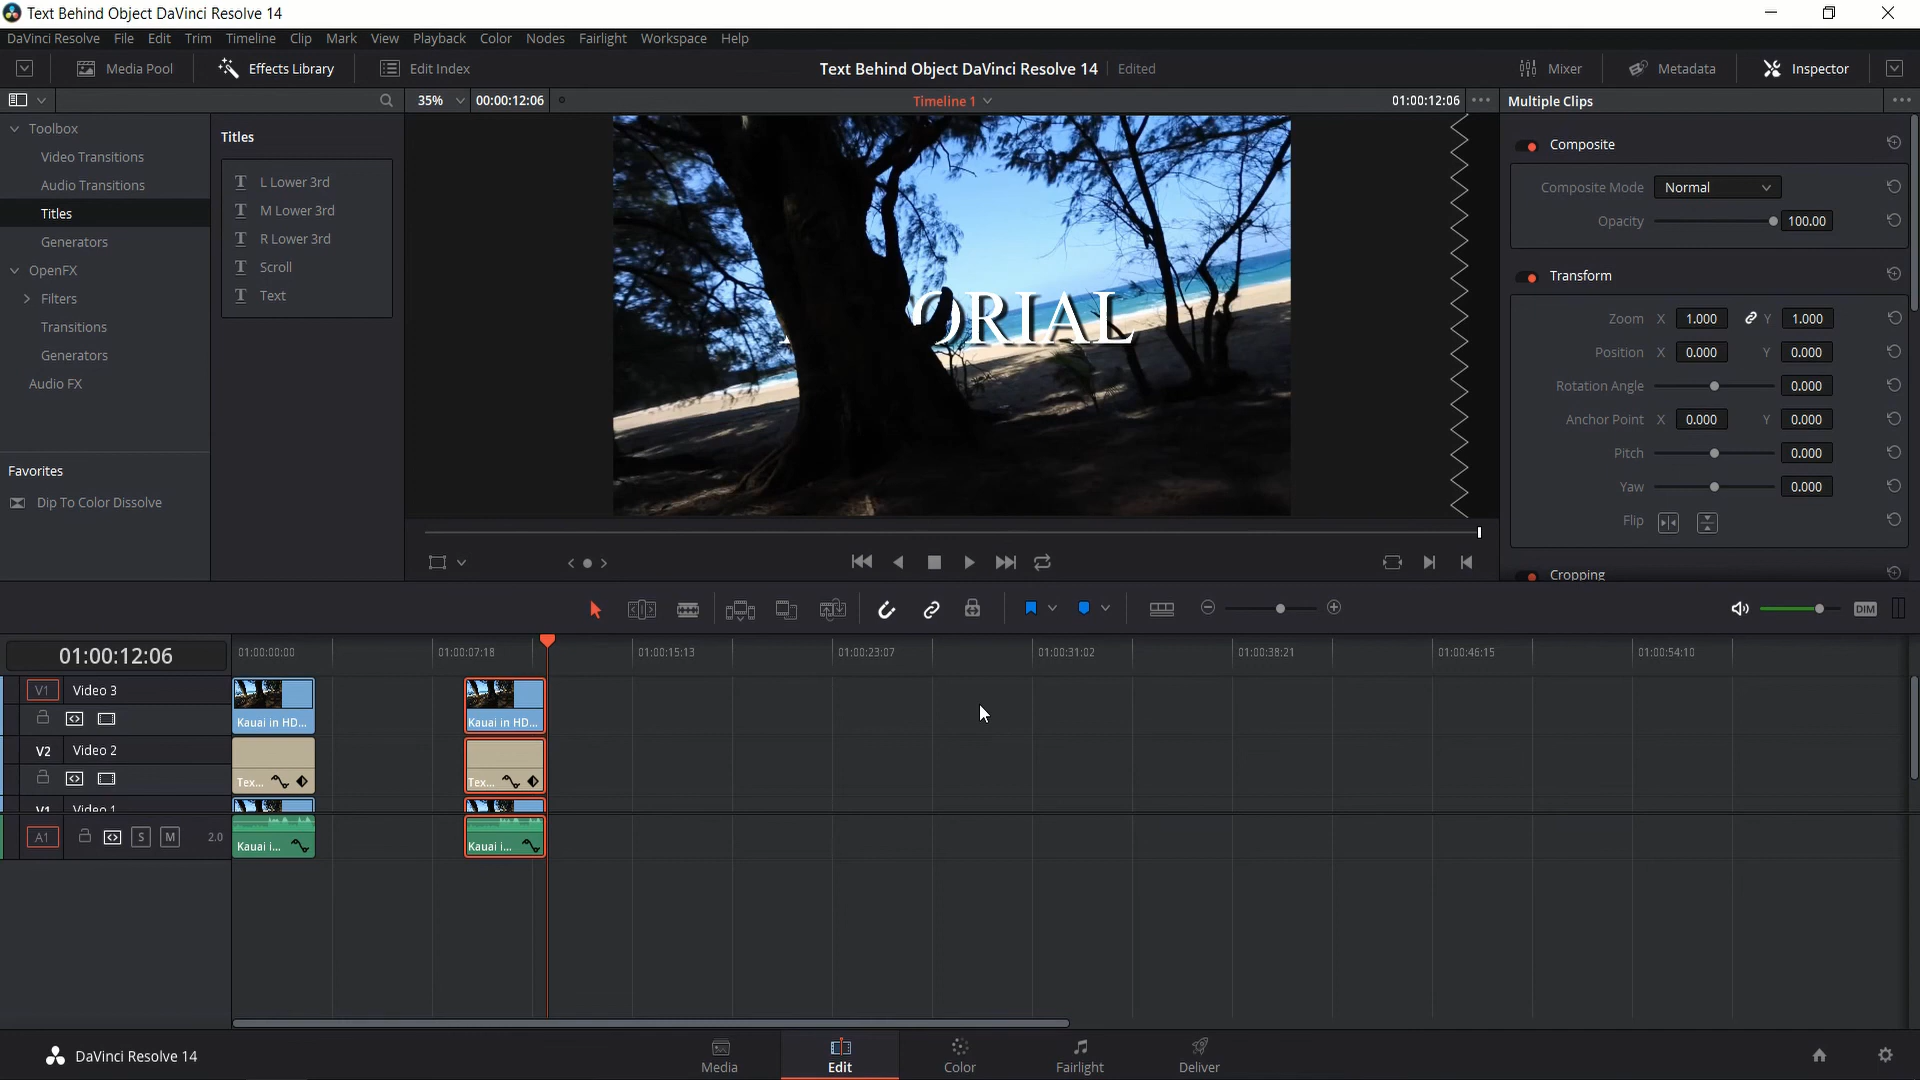 Text Behind Object DaVinci Resolve 14
DaVinci Resolve File Edit Trim Timeline Clip Mark View Playback Color Nodes Fairlight Workspace Help
Media Pool Effects Library Edit Index Text Behind Object DaVinci Resolve 14 Edited Mixer Metadata Inspector
35% 00:00:12:06 Timeline 1 01:00:12:06 Multiple Clips
Toolbox
Video Transitions
Audio Transitions
Titles
Generators
OpenFX
Filters
Transitions
Generators
Audio FX
Favorites
Dip To Color Dissolve
Titles
L Lower 3rd
M Lower 3rd
R Lower 3rd
Scroll
Text
ORIAL
Composite
Composite Mode Normal
Opacity 100.00
Transform
Zoom X 1.000 Y 1.000
Position X 0.000 Y 0.000
Rotation Angle 0.000
Anchor Point X 0.000 Y 0.000
Pitch 0.000
Yaw 0.000
Flip
Cropping
DIM
01:00:12:06 01:00:00:00 01:00:07:18 01:00:15:13 01:00:23:07 01:00:31:02 01:00:38:21 01:00:46:15 01:00:54:10
V1 Video 3
Kauai in HD... Kauai in HD...
V2 Video 2
Tex... Tex...
V1 Video 1
A1 S M 2.0
Kauai i... Kauai i...
DaVinci Resolve 14 Media Edit Color Fairlight Deliver